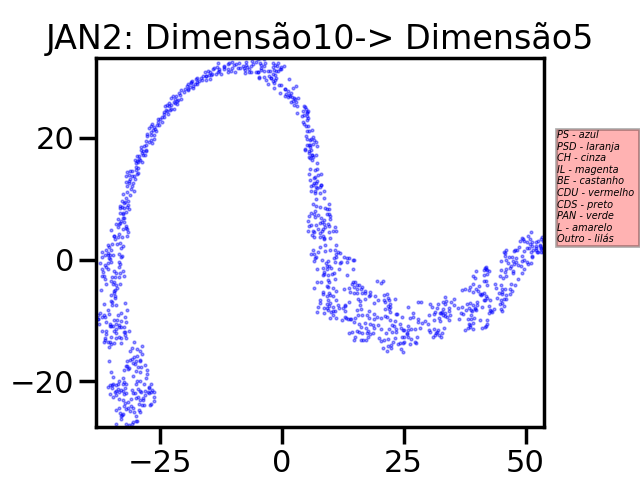 JAN2: Dimensão10-> Dimensão5
20
0
−20
−25
0
25
50
PS - azul
PSD - laranja
CH - cinza
IL - magenta
BE - castanho
CDU - vermelho
CDS - preto
PAN - verde
L - amarelo
Outro - lilás